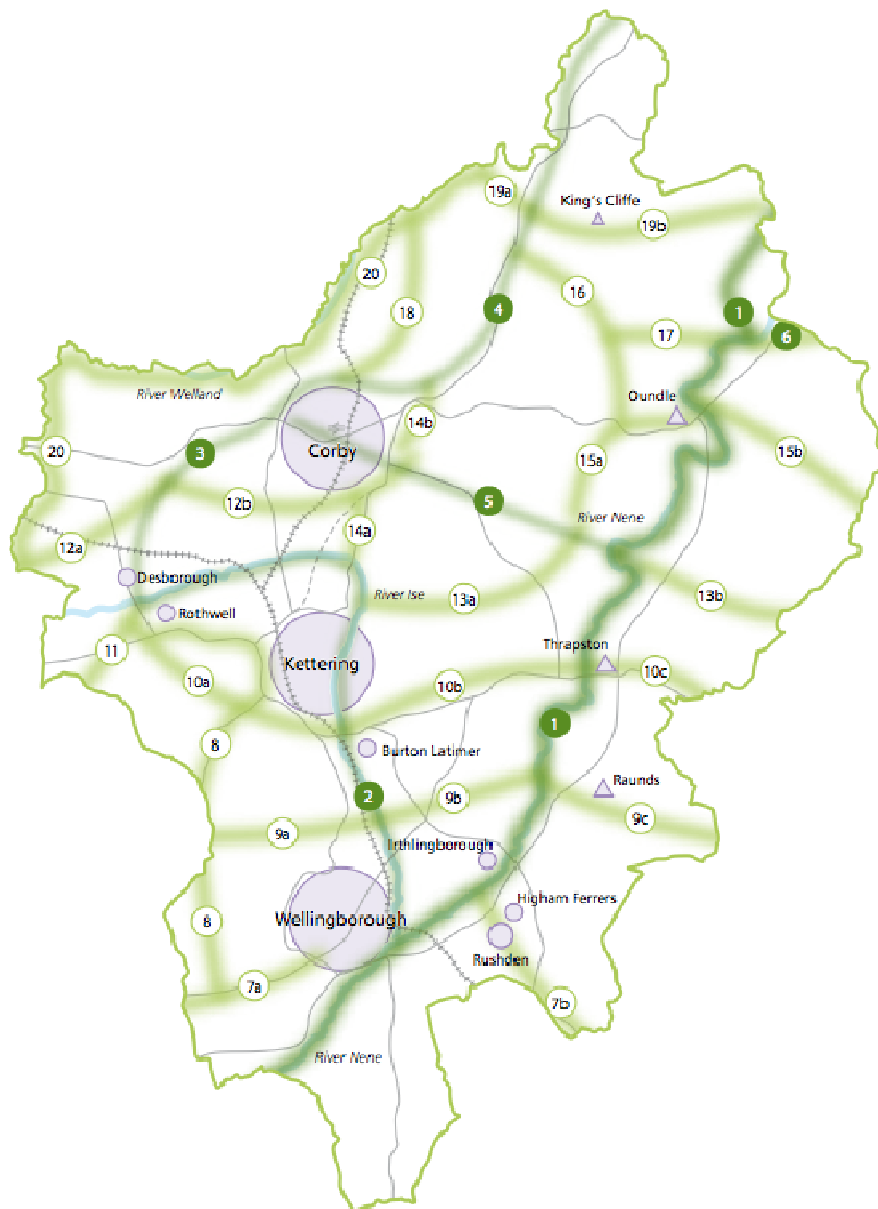 King's Cliffe
19a
19b
20
16
18
4
1
17
6
River Welland
Oundle
14b
Corby
3
20
15a
15b
12b
5
River Nene
14a
12a
Desborough
River Ise
13a
13b
Rothwell
Thrapston
11
Kettering
10a
10b
10c
1
8
Burton Latimer
Raunds
2
9b
9a
9c
Irthlingborough
Higham Ferrers
8
Wellingborough
Rushden
7a
7b
River Nene